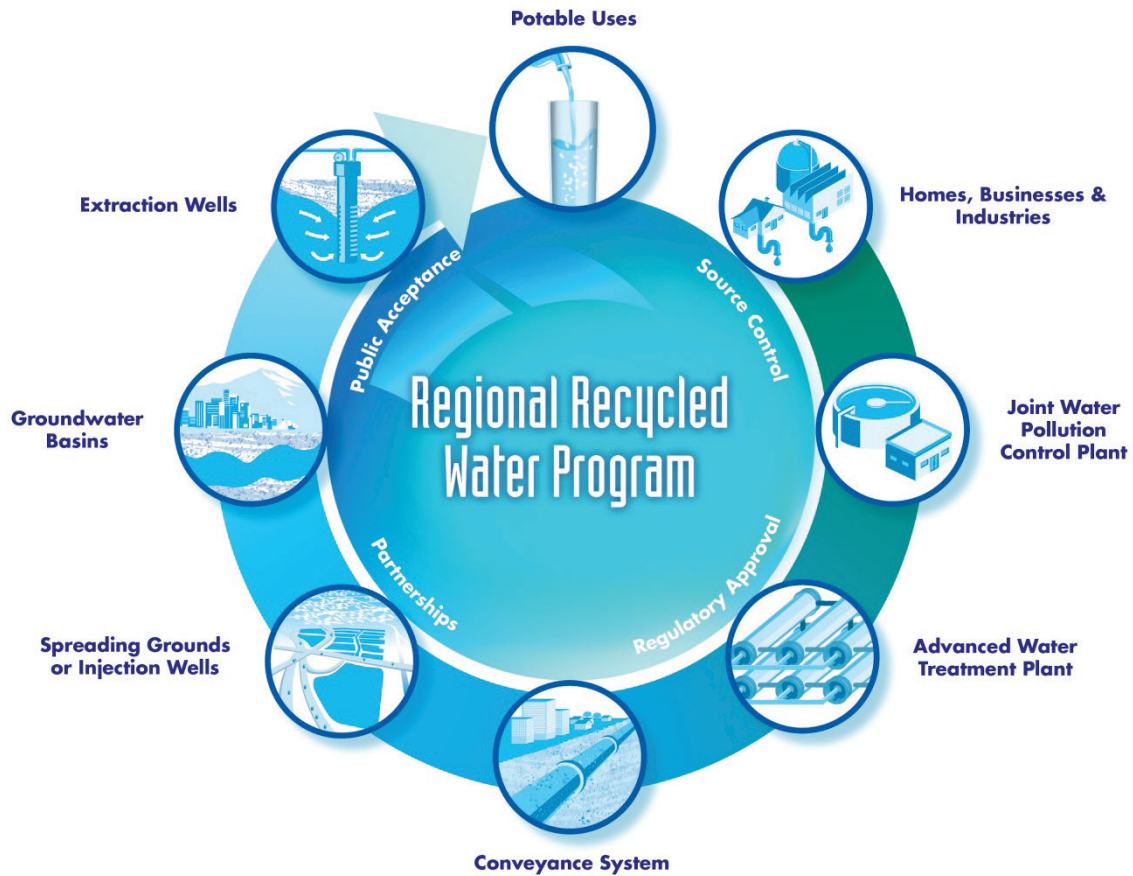 Potable Uses
Homes, Businesses &
Industries
Joint Water
Pollution
Control Plant
Advanced Water
Treatment Plant
Conveyance System
Spreading Grounds
or Injection Wells
Groundwater
Basins
Extraction Wells
Public Acceptance
Source Control
Regional Recycled
Water Program
Partnerships
Regulatory Approval